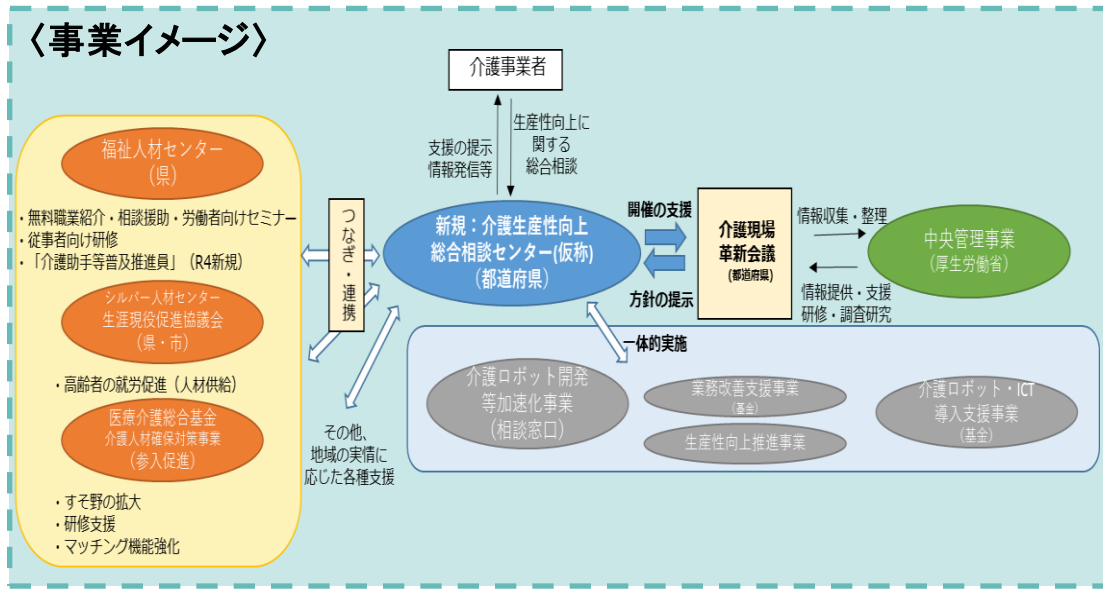 〈事業イメージ〉
介護事業者
支援の提示
情報発信等
生産性向上に
関する
総合相談
福祉人材センター
(県)
・無料職業紹介・相談援助・労働者向けセミナー
・従事者向け研修
・「介護助手等普及推進員」(R4新規)
シルバー人材センター
生涯現役促進協議会
(県・市)
・高齢者の就労促進(人材供給)
医療介護総合基金
介護人材確保対策事業
(参入促進)
・すそ野の拡大
・研修支援
・マッチング機能強化
つなぎ・連携
新規：介護生産性向上
総合相談センター(仮称)
(都道府県)
開催の支援
方針の提示
介護現場
革新会議
(都道府県)
情報収集・整理
情報提供・支援
研修・調査研究
中央管理事業
(厚生労働省)
その他、
地域の実情に
応じた各種支援
一体的実施
介護ロボット開発
等加速化事業
(相談窓口)
業務改善支援事業
(基金)
生産性向上推進事業
介護ロボット・ICT
導入支援事業
(基金)